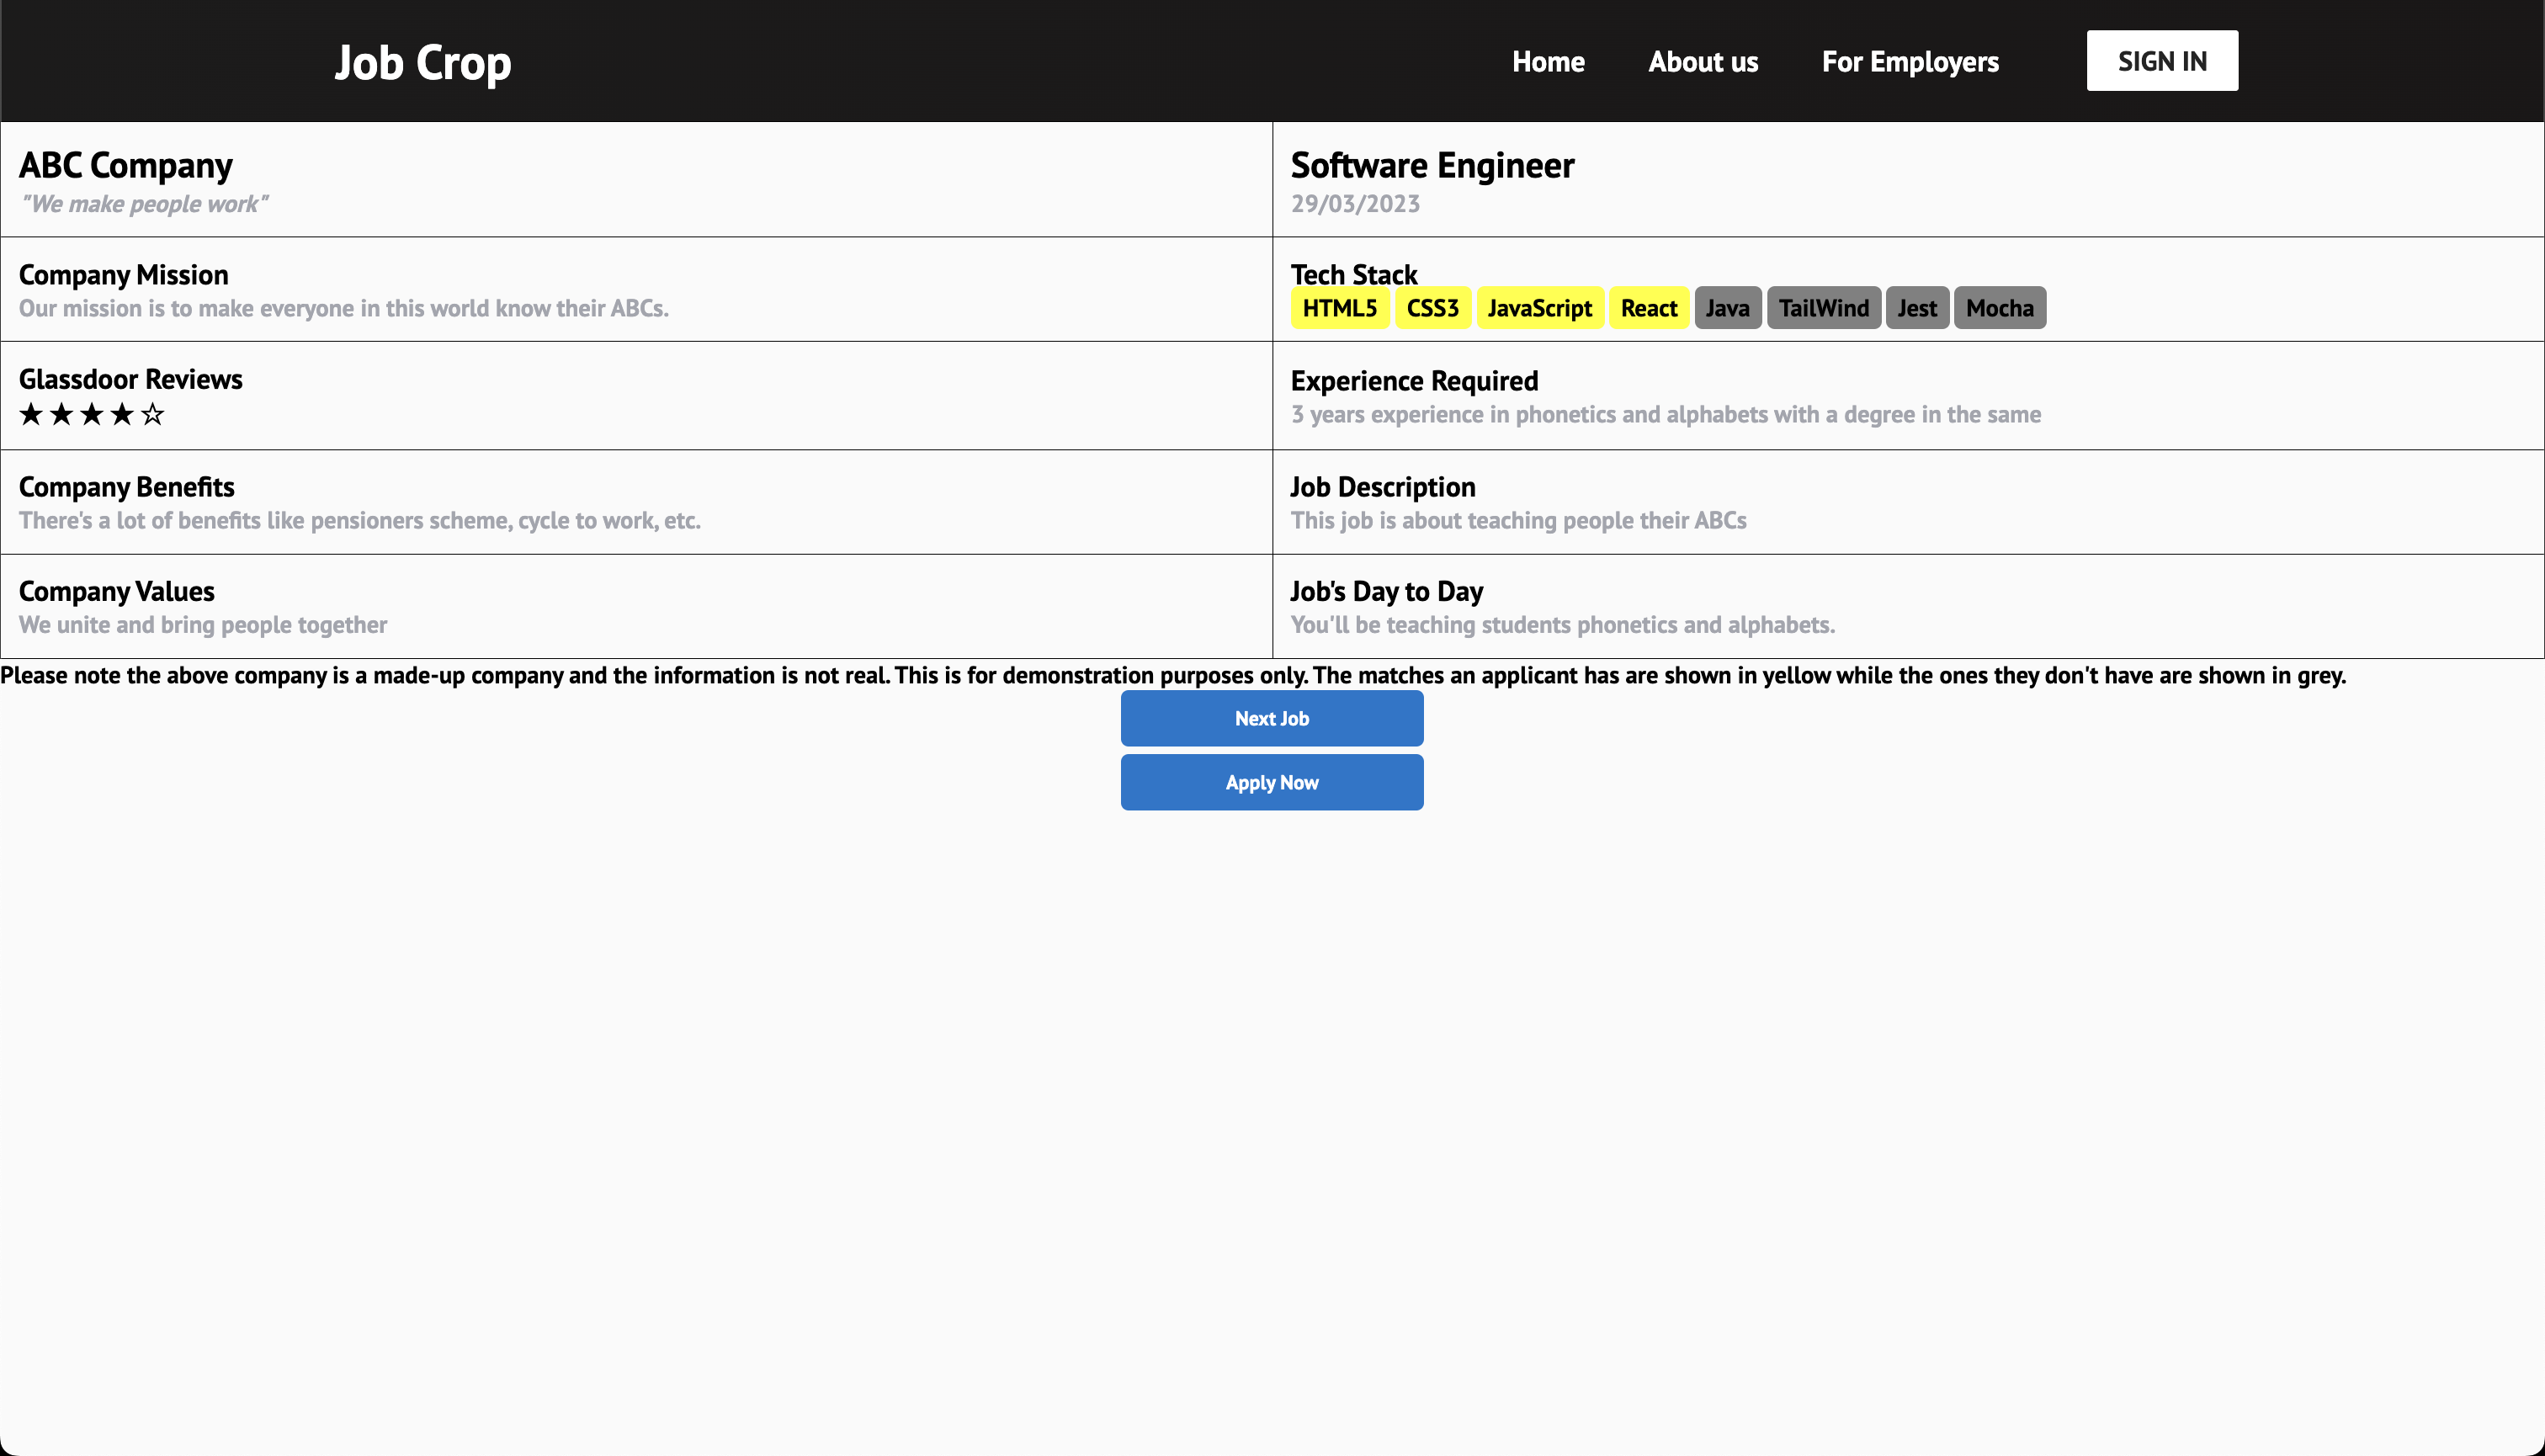 Job Crop
Home
About us
For Employers
SIGN IN
ABC Company
"We make people work"
Software Engineer
29/03/2023
Company Mission
Our mission is to make everyone in this world know their ABCs.
Tech Stack
HTML5 CSS3 JavaScript React Java TailWind Jest Mocha
Glassdoor Reviews
★★★★☆
Experience Required
3 years experience in phonetics and alphabets with a degree in the same
Company Benefits
There's a lot of benefits like pensioners scheme, cycle to work, etc.
Job Description
This job is about teaching people their ABCs
Company Values
We unite and bring people together
Job's Day to Day
You'll be teaching students phonetics and alphabets.
Please note the above company is a made-up company and the information is not real. This is for demonstration purposes only. The matches an applicant has are shown in yellow while the ones they don't have are shown in grey.
Next Job
Apply Now